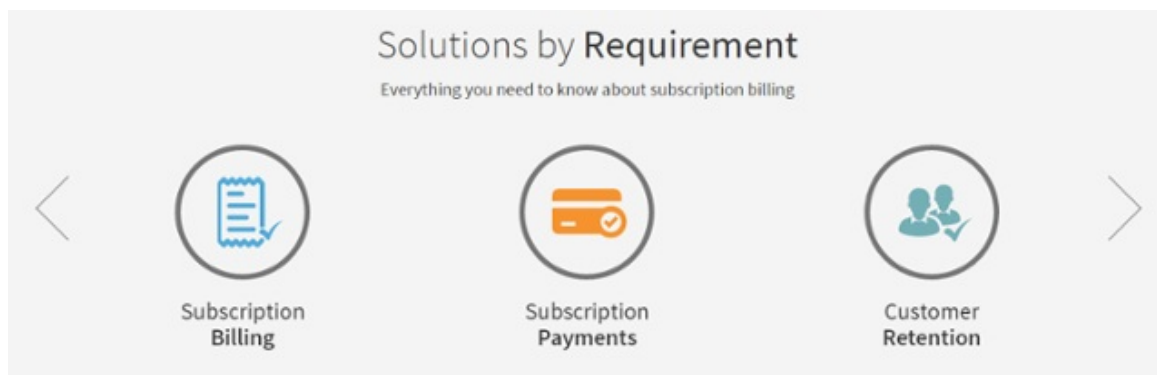 Solutions by Requirement
Everything you need to know about subscription billing
Subscription
Billing
Subscription
Payments
Customer
Retention